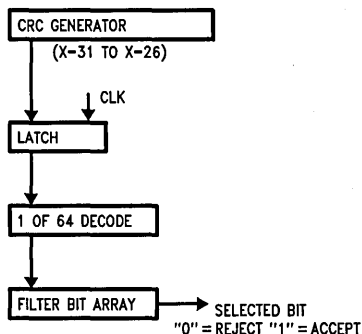 CRC GENERATOR
(X-31 TO X-26)
CLK
LATCH
1 OF 64 DECODE
FILTER BIT ARRAY
SELECTED BIT
"0" = REJECT "1" = ACCEPT